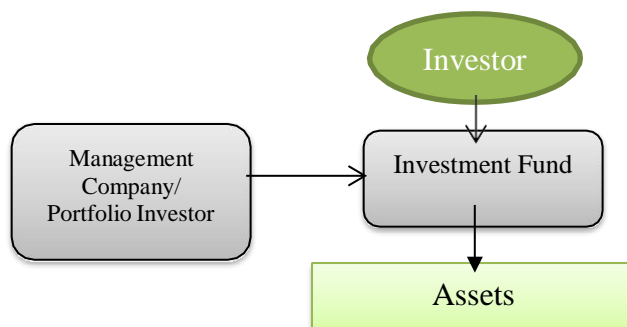 Investor
Management
Company/
Portfolio Investor
Investment Fund
Assets